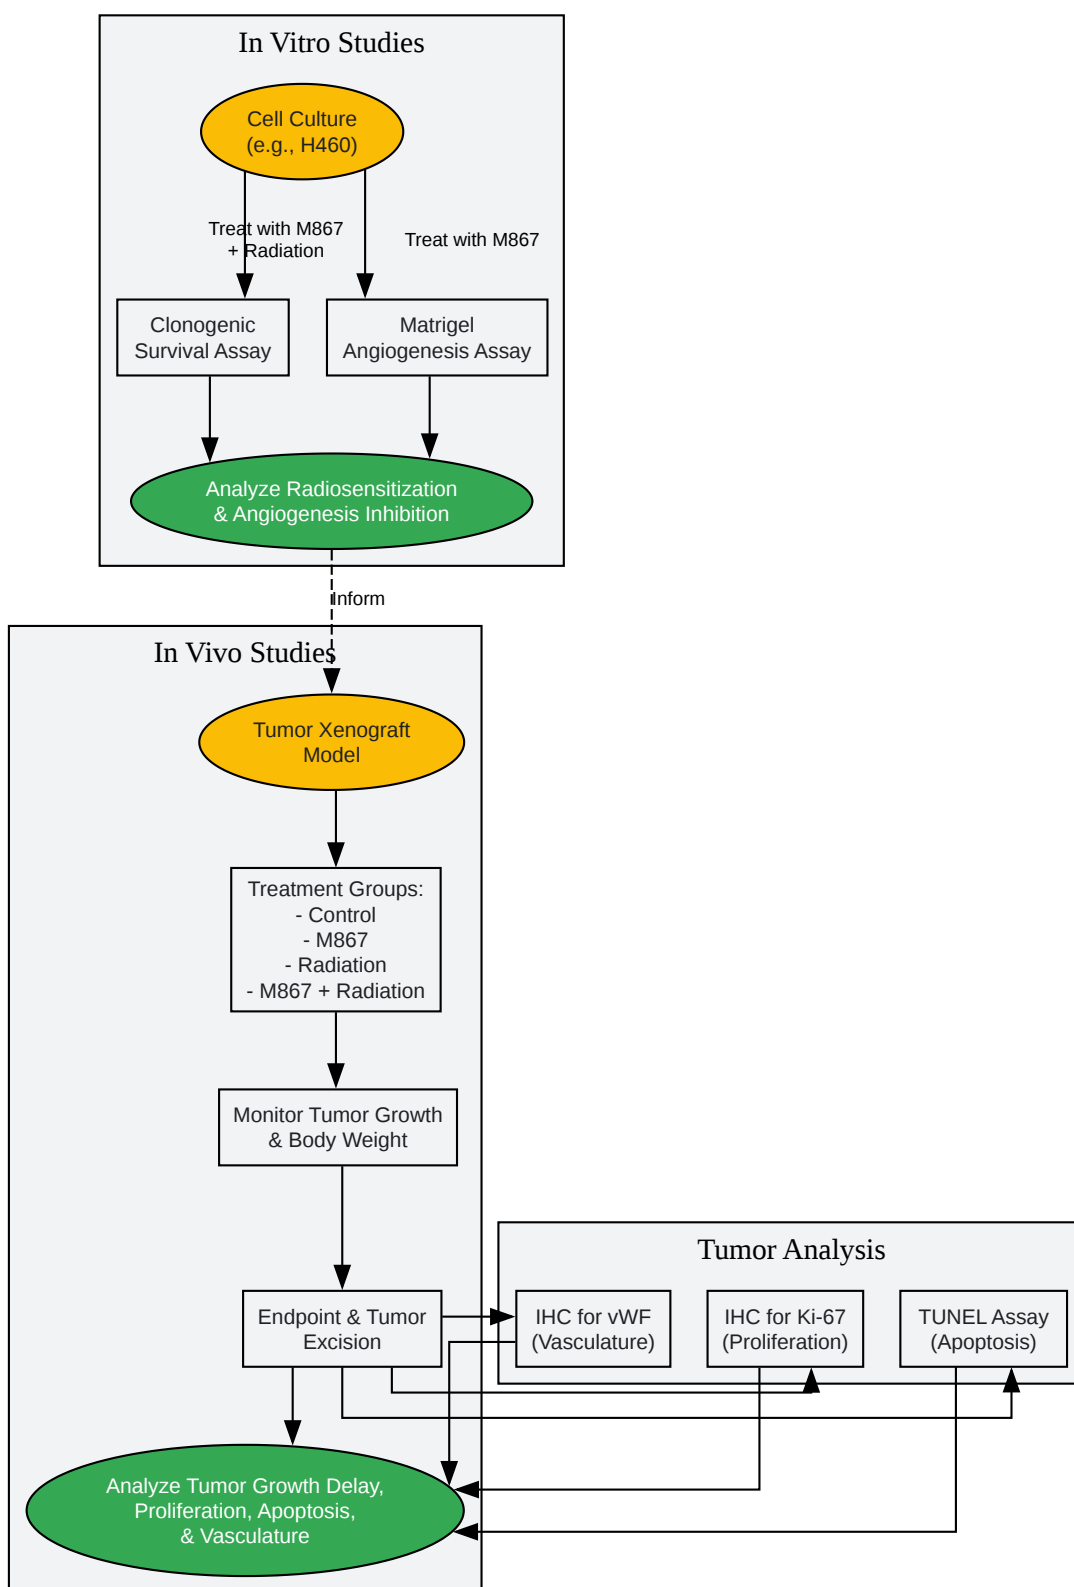 In Vitro Studies
Cell Culture
(e.g., H460)
Treat with M867
+ Radiation
Treat with M867
Clonogenic
Survival Assay
Matrigel
Angiogenesis Assay
Analyze Radiosensitization
& Angiogenesis Inhibition
Inform
In Vivo Studies
Tumor Xenograft
Model
Treatment Groups:
- Control
- M867
- Radiation
- M867 + Radiation
Monitor Tumor Growth
& Body Weight
Tumor Analysis
Endpoint & Tumor
Excision
IHC for vWF
(Vasculature)
IHC for Ki-67
(Proliferation)
TUNEL Assay
(Apoptosis)
Analyze Tumor Growth Delay,
Proliferation, Apoptosis,
& Vasculature